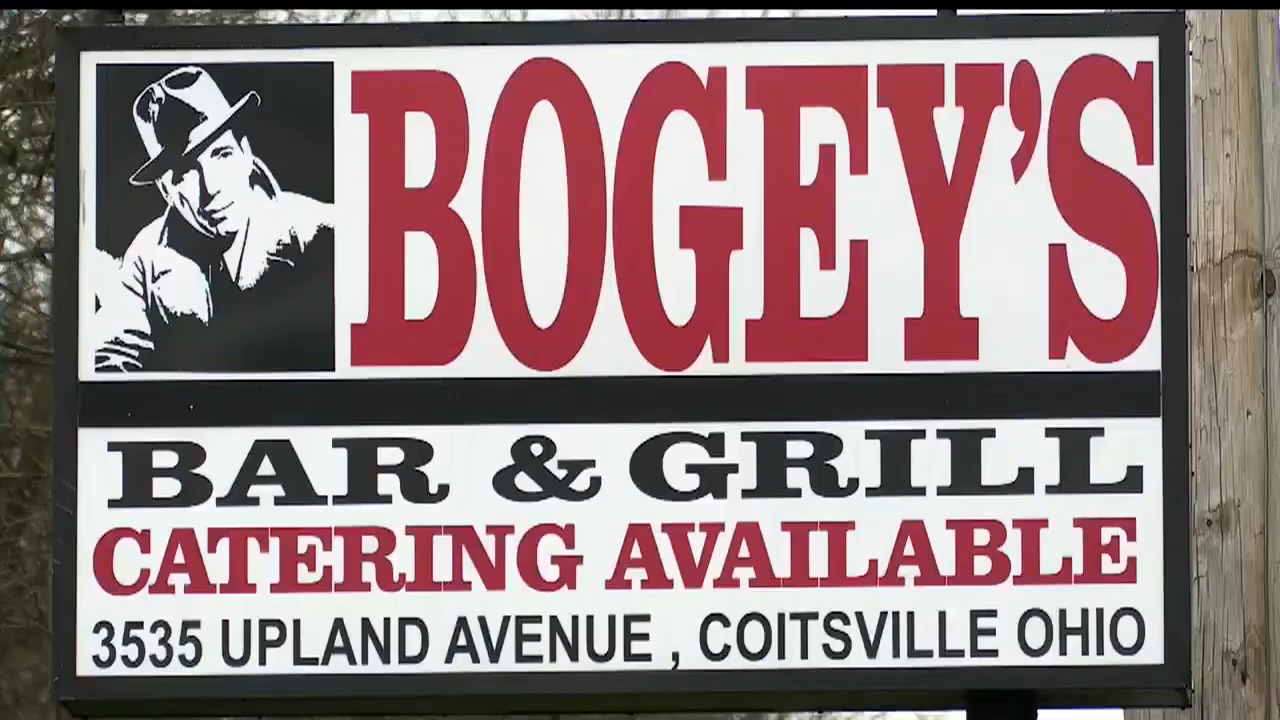 BOGEY'S
BAR & GRILL
CATERING AVAILABLE
3535 UPLAND AVENUE , COITSVILLE OHIO